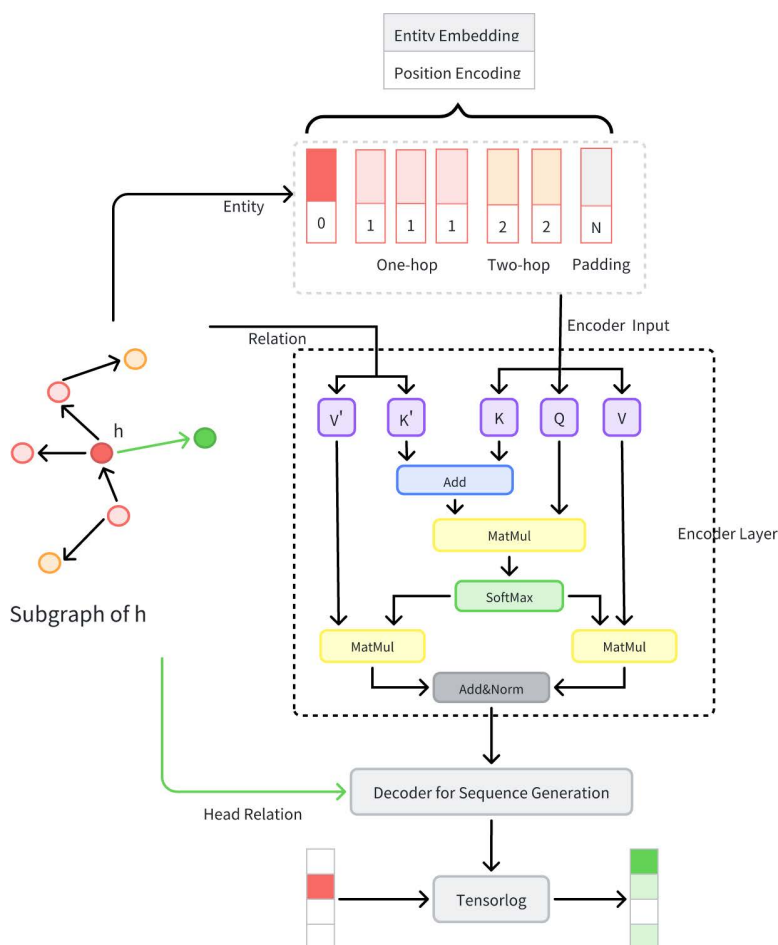 Entity Embedding
Position Encoding
0 1 1 1 2 2 N
One-hop Two-hop Padding
Entity
Encoder Input
Relation
V' K' K Q V
h
Add
MatMul
Encoder Layer
SoftMax
Subgraph of h
MatMul MatMul
Add&Norm
Decoder for Sequence Generation
Head Relation
Tensorlog